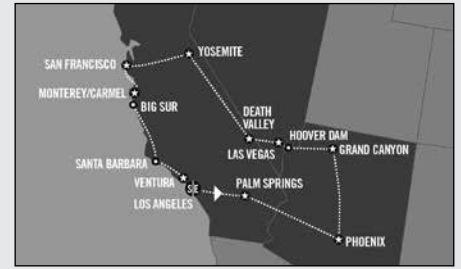 YOSEMITE
SAN FRANCISCO
MONTEREY/CARMEL
BIG SUR
DEATH
VALLEY
HOOVER DAM
LAS VEGAS
GRAND CANYON
SANTA BARBARA
VENTURA
S E
PALM SPRINGS
LOS ANGELES
PHOENIX